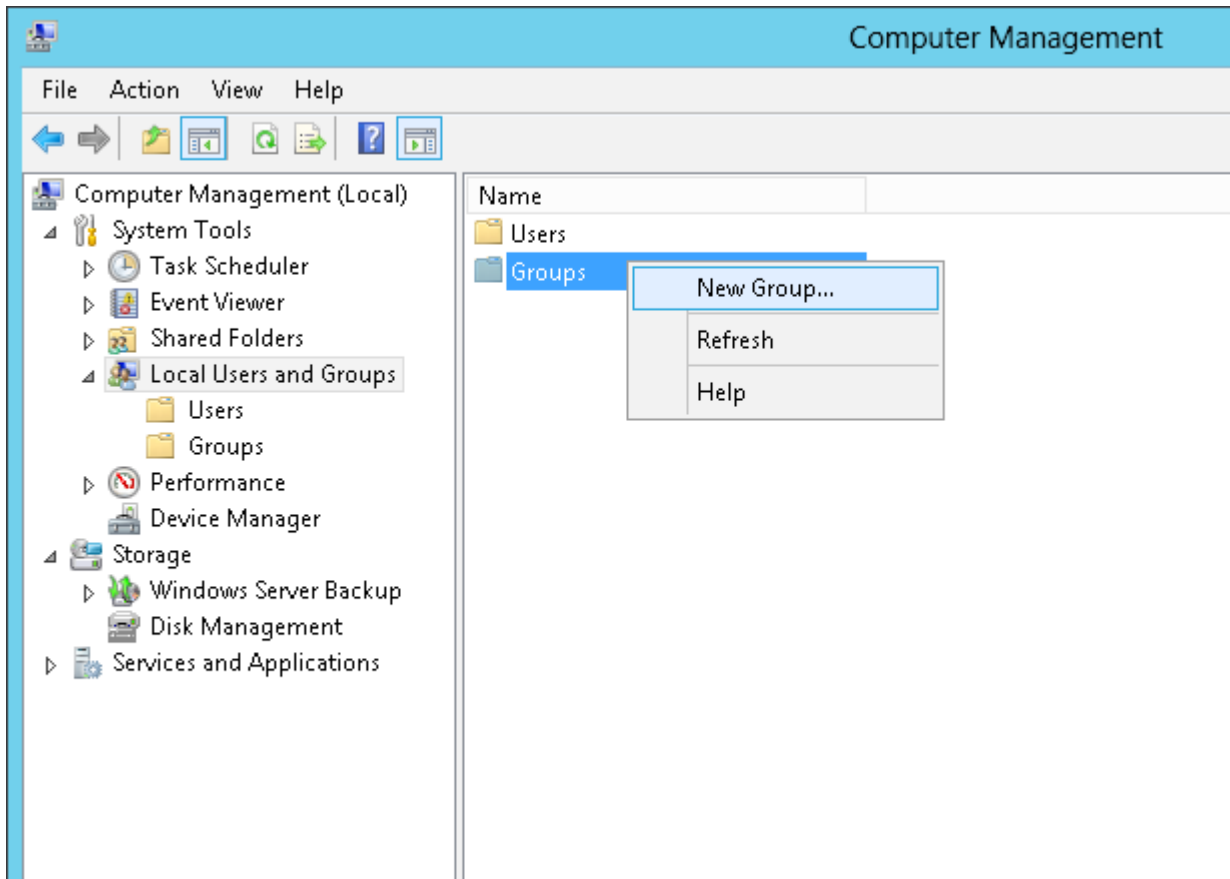 Computer Management
File Action View Help
Computer Management (Local)
System Tools
Task Scheduler
Event Viewer
Shared Folders
Local Users and Groups
Users
Groups
Performance
Device Manager
Storage
Windows Server Backup
Disk Management
Services and Applications
Name
Users
Groups
New Group...
Refresh
Help